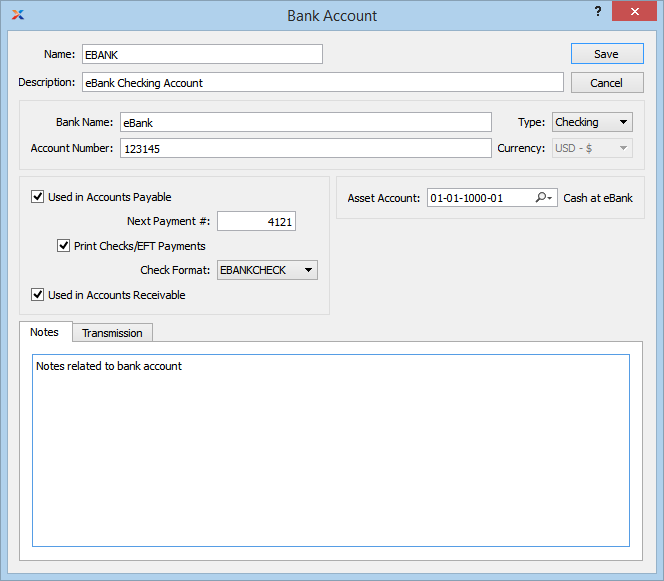 Bank Account
?
Name: EBANK Save
Description: eBank Checking Account Cancel
Bank Name: eBank Type: Checking
Account Number: 123145 Currency: USD - $
Used in Accounts Payable Asset Account: 01-01-1000-01 Cash at eBank
Next Payment #: 4121
Print Checks/EFT Payments
Check Format: EBANKCHECK
Used in Accounts Receivable
Notes Transmission
Notes related to bank account